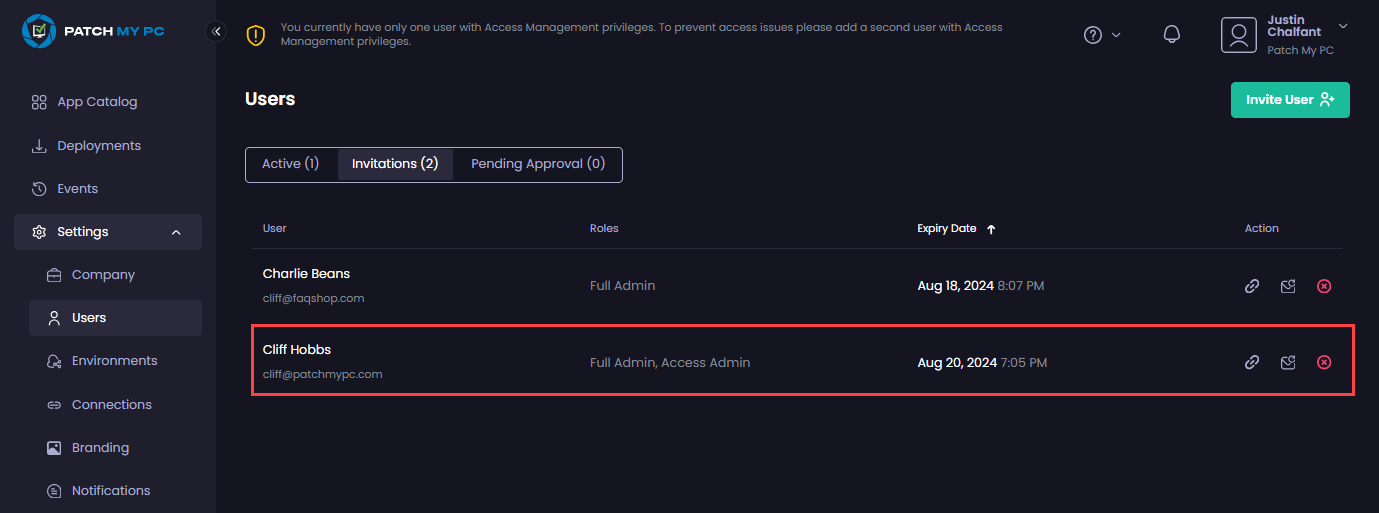 PATCH MY PC
You currently have only one user with Access Management privileges. To prevent access issues please add a second user with Access
Management privileges.
Justin
Chalfant
Patch My PC
App Catalog
Deployments
Events
Settings
Company
Users
Environments
Connections
Branding
Notifications
Users
Invite User
Active (1) Invitations (2) Pending Approval (0)
User Roles Expiry Date Action
Charlie Beans
cliff@faqshop.com
Full Admin Aug 18, 2024 8:07 PM
Cliff Hobbs
cliff@patchmypc.com
Full Admin, Access Admin Aug 20, 2024 7:05 PM